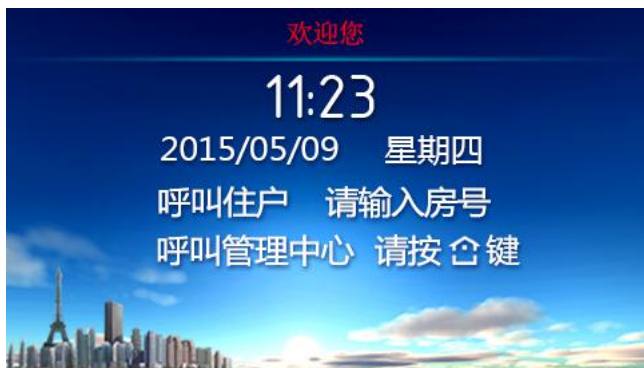 欢迎您
11:23
2015/05/09 星期四
呼叫住户 请输入房号
呼叫管理中心 请按键